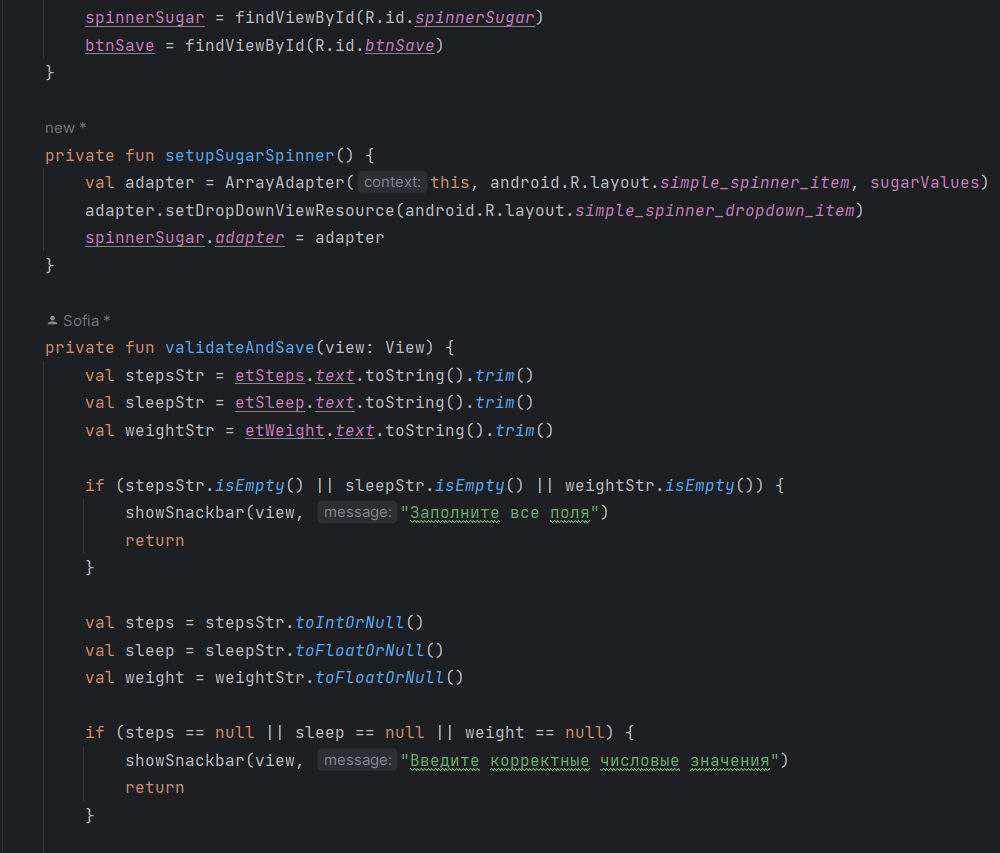 spinnerSugar = findViewById(R.id.spinnerSugar)
btnSave = findViewById(R.id.btnSave)
}
new *
private fun setupSugarSpinner() {
val adapter = ArrayAdapter( context: this, android.R.layout.simple_spinner_item, sugarValues)
adapter.setDropDownViewResource(android.R.layout.simple_spinner_dropdown_item)
spinnerSugar.adapter = adapter
}
Sofia *
private fun validateAndSave(view: View) {
val stepsStr = etSteps.text.toString().trim()
val sleepStr = etSleep.text.toString().trim()
val weightStr = etWeight.text.toString().trim()
if (stepsStr.isEmpty() || sleepStr.isEmpty() || weightStr.isEmpty()) {
showSnackbar(view, message: "Заполните все поля")
return
}
val steps = stepsStr.toIntOrNull()
val sleep = sleepStr.toFloatOrNull()
val weight = weightStr.toFloatOrNull()
if (steps == null || sleep == null || weight == null) {
showSnackbar(view, message: "Введите корректные числовые значения")
return
}